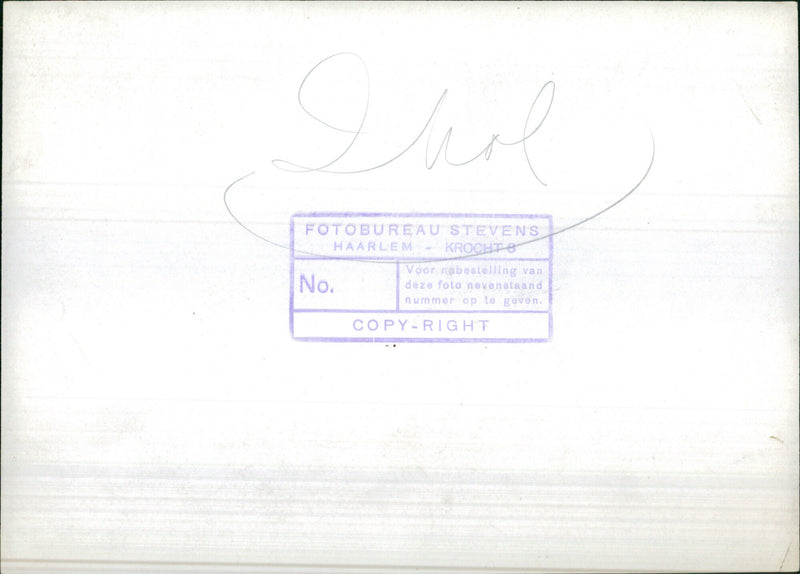 FOTOBUREAU STEVENS
HAARLEM - KROCHT 8
No.
Voor nabestelling van
deze foto nevenstaand
nummer op te geven.
COPY-RIGHT